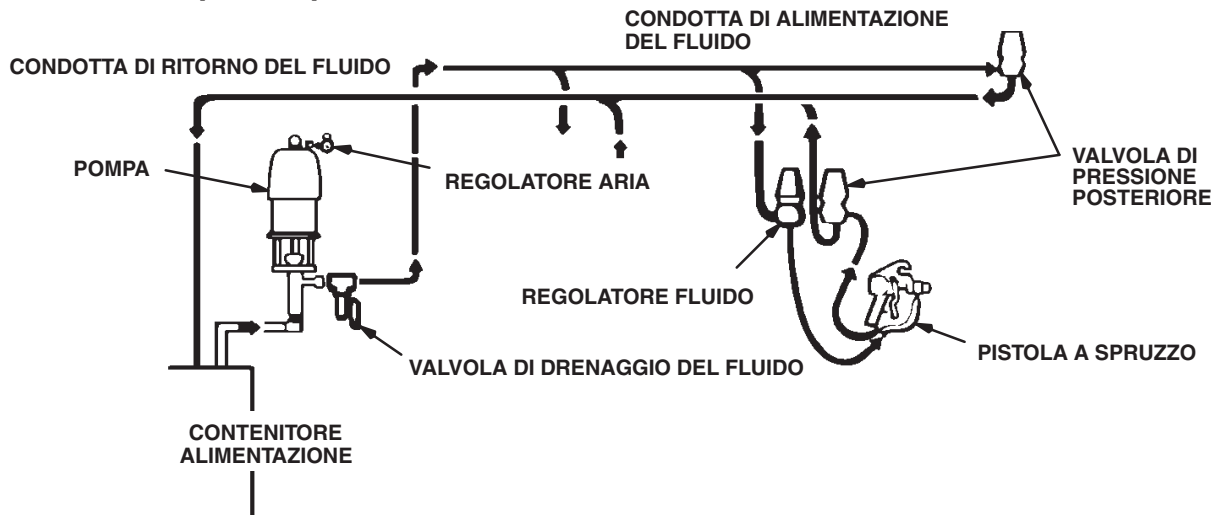 CONDOTTA DI ALIMENTAZIONE
DEL FLUIDO
CONDOTTA DI RITORNO DEL FLUIDO
POMPA
REGOLATORE ARIA
VALVOLA DI
PRESSIONE
POSTERIORE
REGOLATORE FLUIDO
PISTOLA A SPRUZZO
VALVOLA DI DRENAGGIO DEL FLUIDO
CONTENITORE
ALIMENTAZIONE